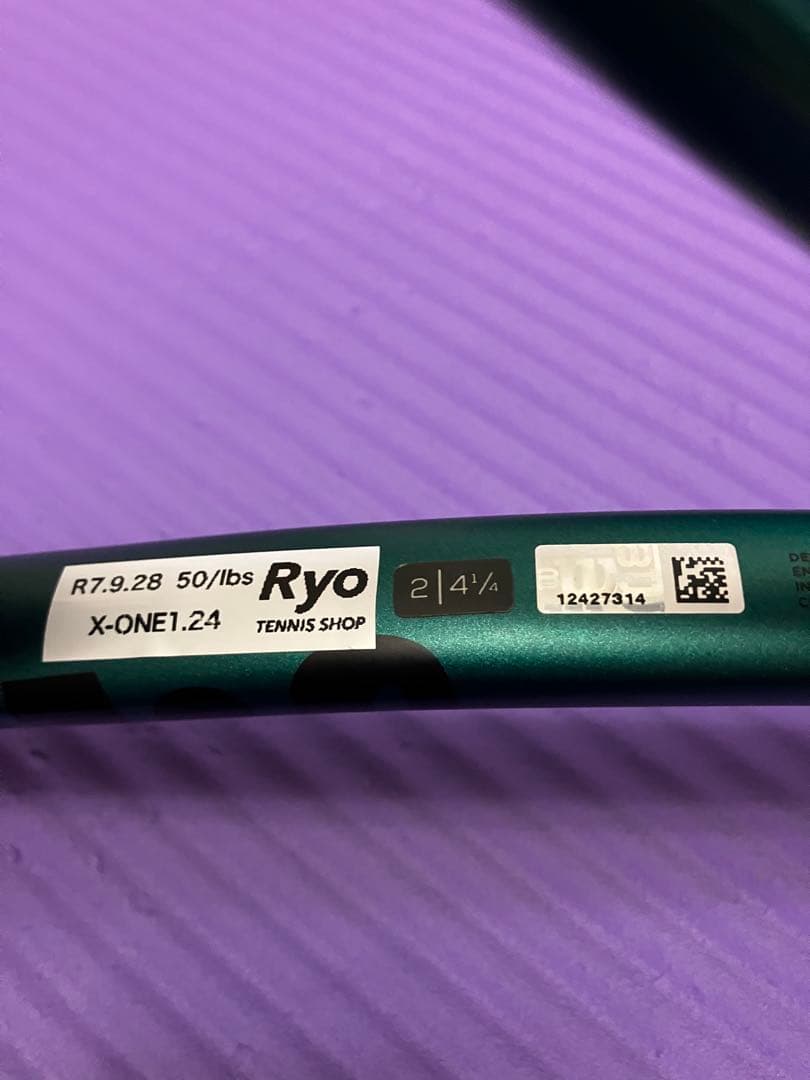 R7.9.28 50/lbs Ryo
X-ONE1.24 TENNIS SHOP
2|4¼
12427314